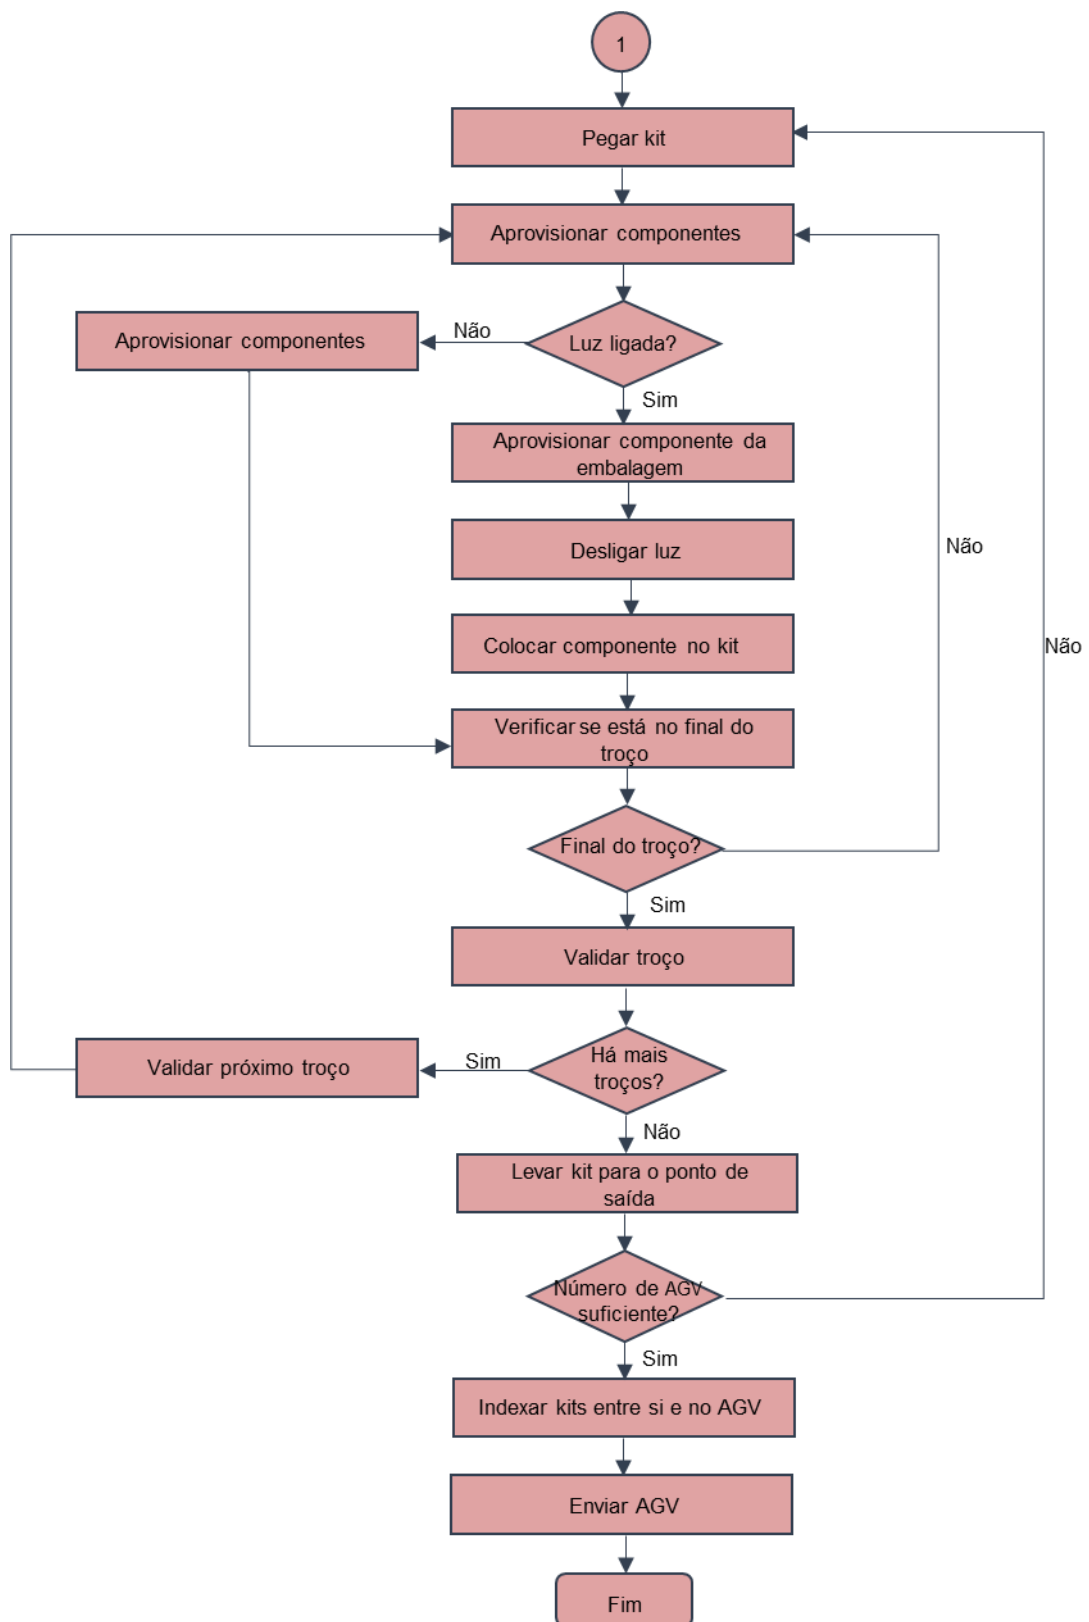 1
Pegar kit
Aprovisionar componentes
Aprovisionar componentes
Não
Luz ligada?
Sim
Aprovisionar componente da
embalagem
Desligar luz
Não
Colocar componente no kit
Não
Verificar se está no final do
troço
Final do troço?
Sim
Validar troço
Validar próximo troço
Sim
Há mais
troços?
Não
Levar kit para o ponto de
saída
Número de AGV
suficiente?
Sim
Indexar kits entre si e no AGV
Enviar AGV
Fim